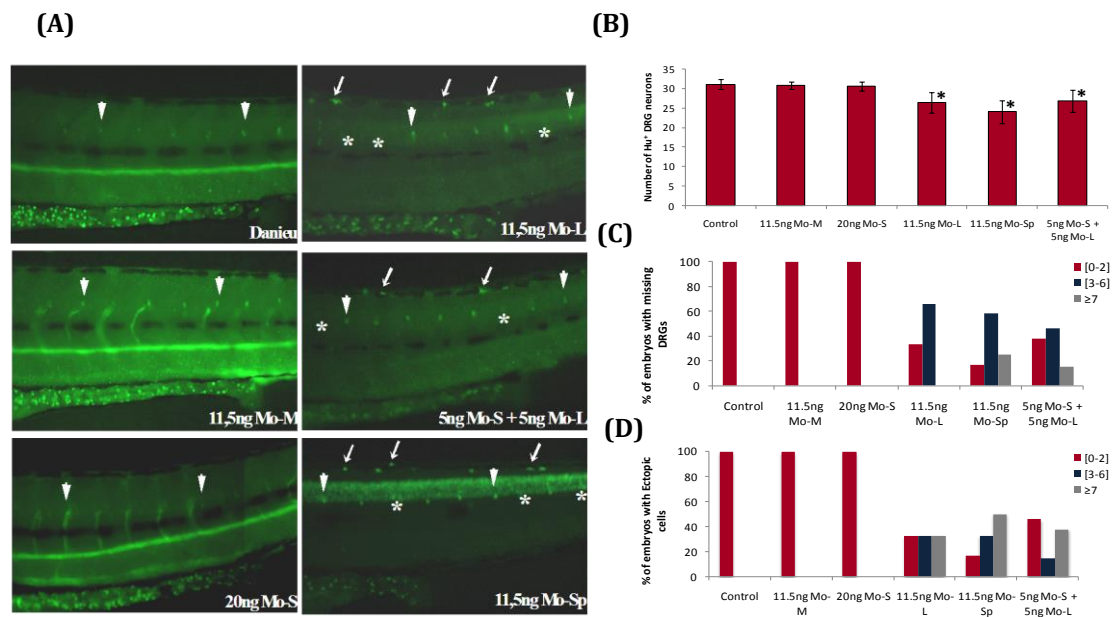 (A)
Danieu
11,5ng Mo-L
11,5ng Mo-M
5ng Mo-S + 5ng Mo-L
20ng Mo-S
11,5ng Mo-Sp
* * *
* *
* * *
(B)
Number of Hu⁺ DRG neurons
35
30
25
20
15
10
5
0
* * *
Control
11.5ng Mo-M
20ng Mo-S
11.5ng Mo-L
11.5ng Mo-Sp
5ng Mo-S +
5ng Mo-L
(C)
% of embryos with missing
DRGs
100
80
60
40
20
0
Control
11.5ng
Mo-M
20ng Mo-S
11.5ng
Mo-L
11.5ng
Mo-Sp
5ng Mo-S +
5ng Mo-L
[0-2]
[3-6]
≥7
(D)
% of embryos with Ectopic
cells
100
80
60
40
20
0
Control
11.5ng Mo-
M
20ng Mo-S
11.5ng Mo-
L
11.5ng Mo-
Sp
5ng Mo-S +
5ng Mo-L
[0-2]
[3-6]
≥7